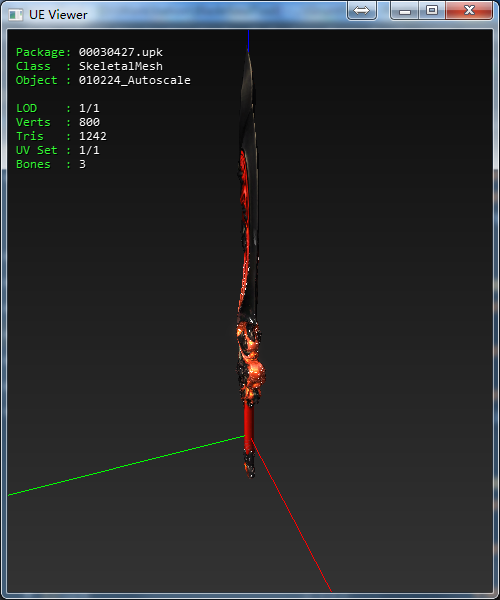 UE Viewer
Package: 00030427.upk
Class : SkeletalMesh
Object : 010224_Autoscale
LOD : 1/1
Verts : 800
Tris : 1242
UV Set : 1/1
Bones : 3